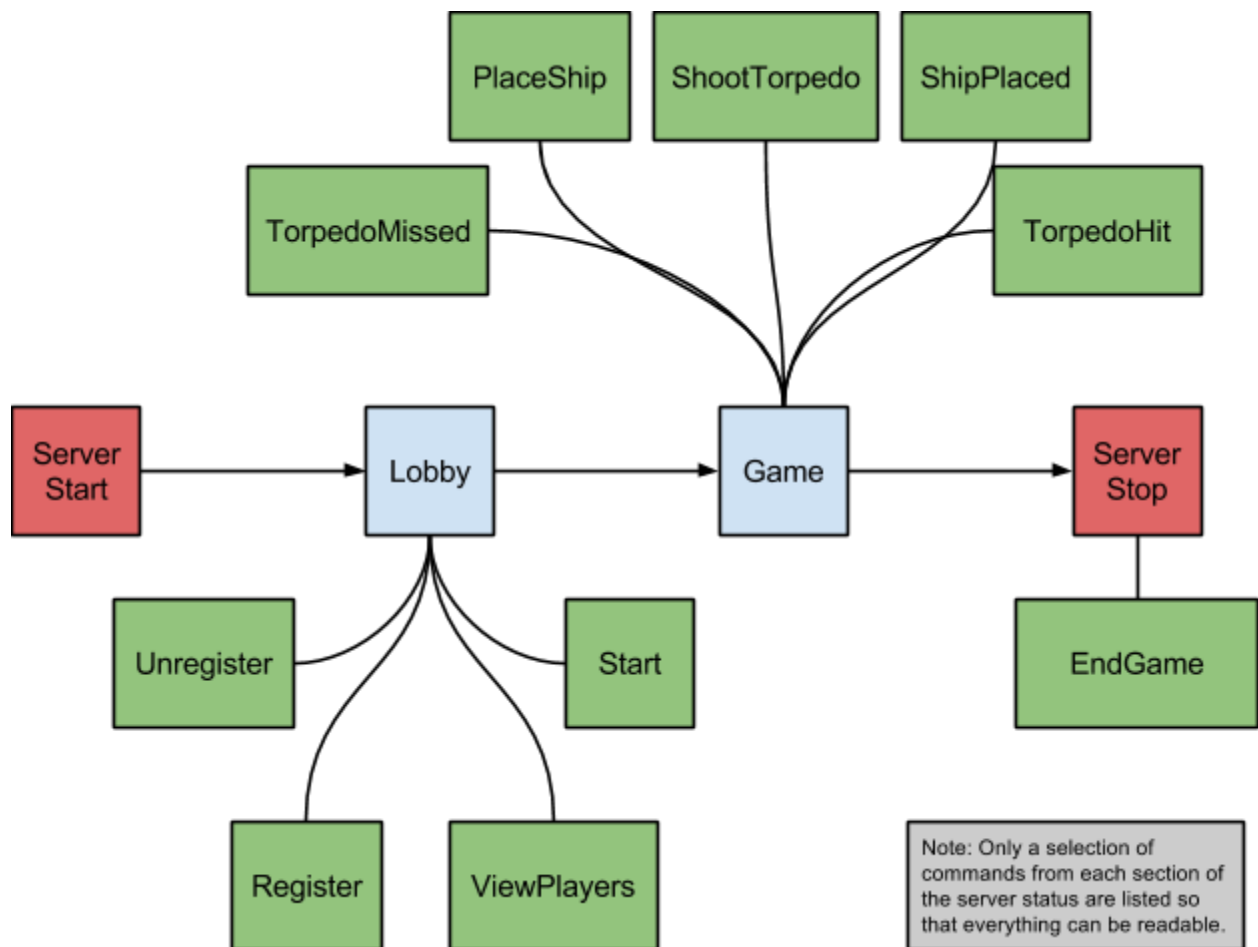 PlaceShip
ShootTorpedo
ShipPlaced
TorpedoMissed
TorpedoHit
Server
Start
Lobby
Game
Server
Stop
Unregister
Start
EndGame
Register
ViewPlayers
Note: Only a selection of
commands from each section of
the server status are listed so
that everything can be readable.